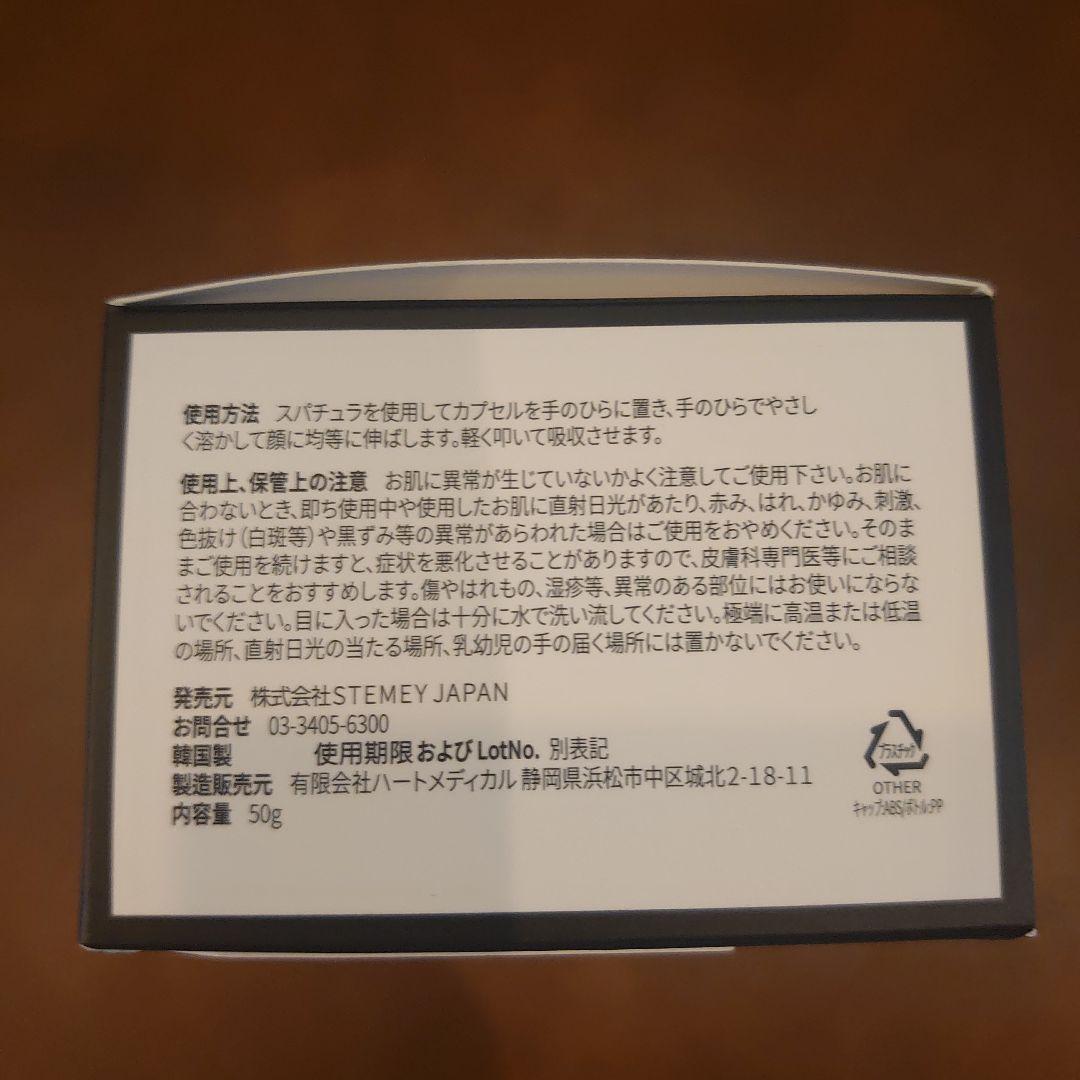 使用方法 スパチュラを使用してカプセルを手のひらに置き、手のひらでやさし
く溶かして顔に均等に伸ばします。軽く叩いて吸収させます。
使用上、保管上の注意 お肌に異常が生じていないかよく注意してご使用下さい。お肌に
合わないとき、即ち使用中や使用したお肌に直射日光があたり、赤み、はれ、かゆみ、刺激、
色抜け(白斑等)や黒ずみ等の異常があらわれた場合はご使用をおやめください。そのま
まご使用を続けますと、症状を悪化させることがありますので、皮膚科専門医等にご相談
されることをおすすめします。傷やはれもの、湿疹等、異常のある部位にはお使いにならな
いでください。目に入った場合は十分に水で洗い流してください。極端に高温または低温
の場所、直射日光の当たる場所、乳幼児の手の届く場所には置かないでください。
発売元 株式会社STEMEY JAPAN
お問合せ 03-3405-6300
韓国製 使用期限およびLotNo. 別表記
製造販売元 有限会社ハートメディカル 静岡県浜松市中区城北2-18-11
内容量 50g
プラスチック
OTHER
キャップ:ABS/ボトル:PP